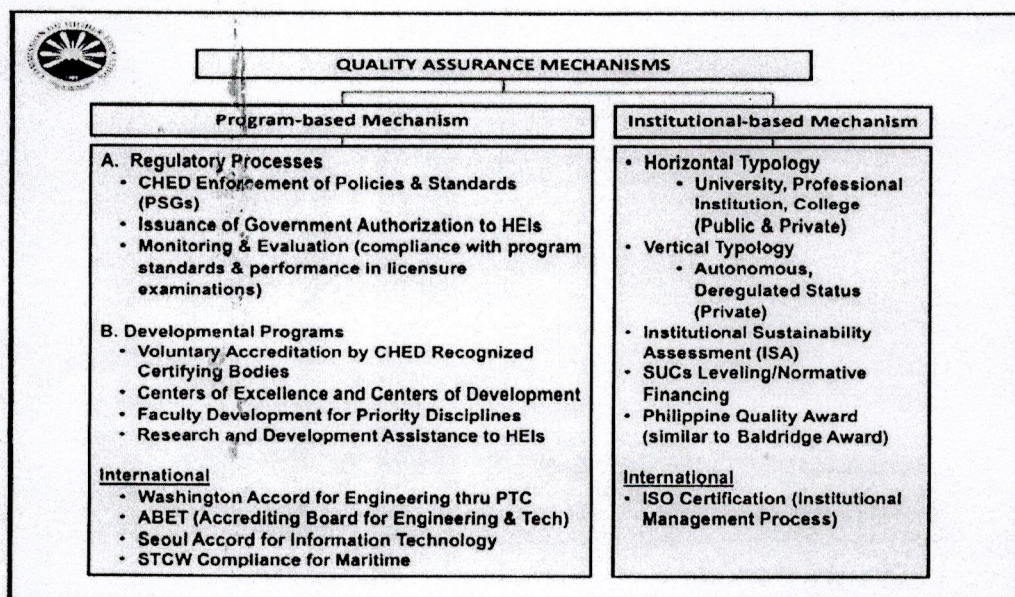 QUALITY ASSURANCE MECHANISMS
Program-based Mechanism
A. Regulatory Processes
• CHED Enforcement of Policies & Standards
(PSGs)
• Issuance of Government Authorization to HEIs
• Monitoring & Evaluation (compliance with program
standards & performance in licensure
examinations)
B. Developmental Programs
• Voluntary Accreditation by CHED Recognized
Certifying Bodies
• Centers of Excellence and Centers of Development
• Faculty Development for Priority Disciplines
• Research and Development Assistance to HEIs
International
• Washington Accord for Engineering thru PTC
• ABET (Accrediting Board for Engineering & Tech)
• Seoul Accord for Information Technology
• STCW Compliance for Maritime
Institutional-based Mechanism
• Horizontal Typology
• University, Professional
Institution, College
(Public & Private)
• Vertical Typology
• Autonomous,
Deregulated Status
(Private)
• Institutional Sustainability
Assessment (ISA)
• SUCs Leveling/Normative
Financing
• Philippine Quality Award
(similar to Baldridge Award)
International
• ISO Certification (Institutional
Management Process)